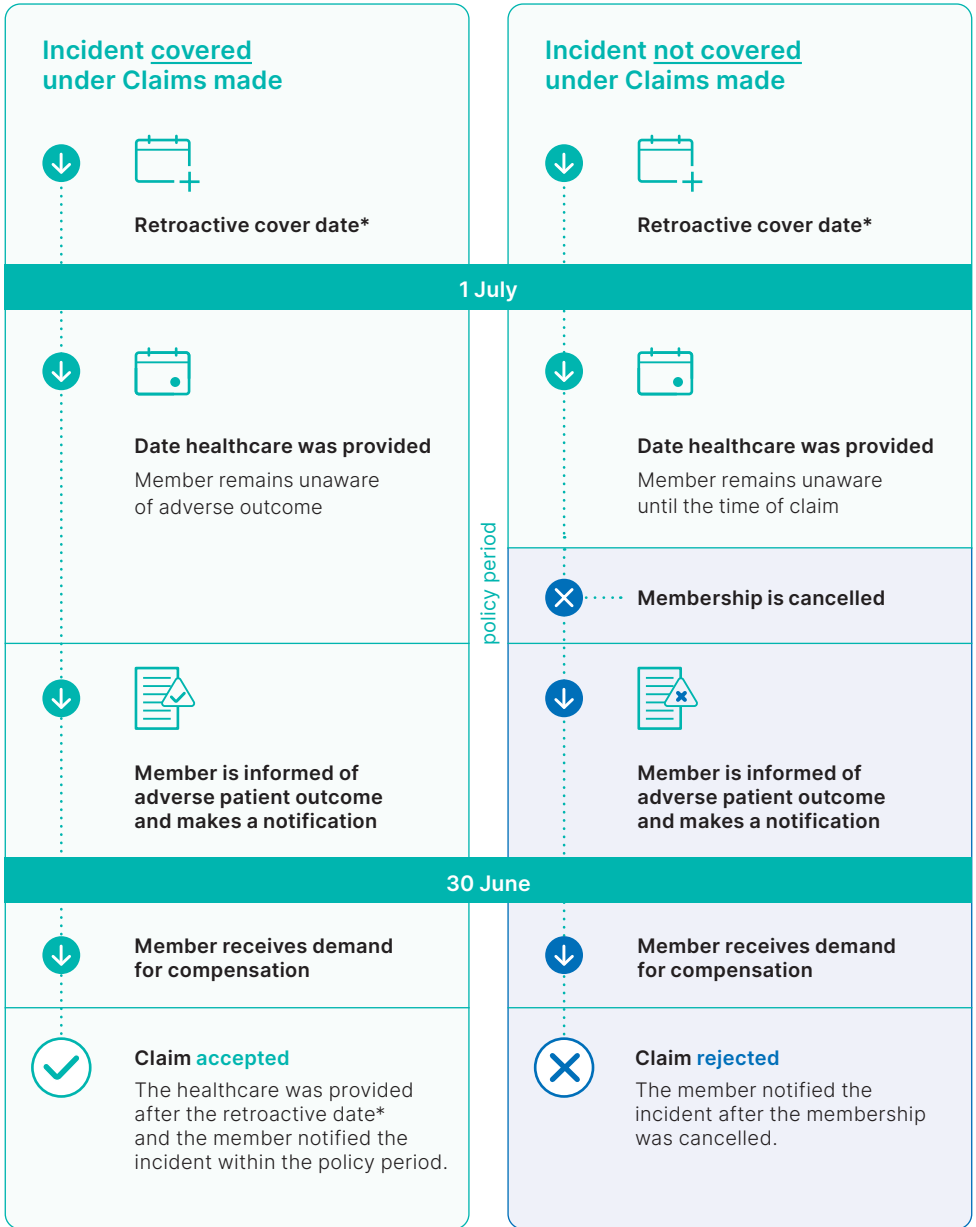 Incident covered
under Claims made
Retroactive cover date*
Incident not covered
under Claims made
Retroactive cover date*
1 July
Date healthcare was provided
Member remains unaware
of adverse outcome
Member is informed of
adverse patient outcome
and makes a notification
policy period
Date healthcare was provided
Member remains unaware
until the time of claim
Membership is cancelled
Member is informed of
adverse patient outcome
and makes a notification
30 June
Member receives demand
for compensation
Claim accepted
The healthcare was provided
after the retroactive date*
and the member notified the
incident within the policy period.
Member receives demand
for compensation
Claim rejected
The member notified the
incident after the membership
was cancelled.